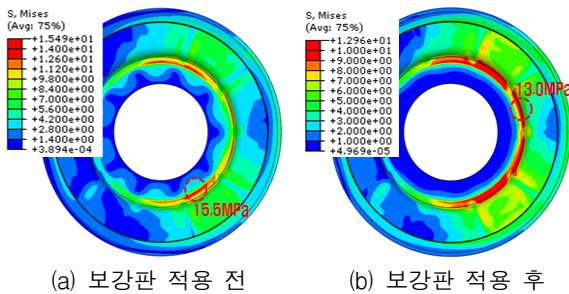 S, Mises
(Avg: 75%)
+1.549e+01
+1.400e+01
+1.260e+01
+1.120e+01
+9.800e+00
+8.400e+00
+7.000e+00
+5.600e+00
+4.200e+00
+2.800e+00
+1.400e+00
+3.894e-04
15.5MPa
(a) 보강판 적용 전
S, Mises
(Avg: 75%)
+1.296e+01
+1.000e+01
+9.000e+00
+8.000e+00
+7.000e+00
+6.000e+00
+5.000e+00
+4.000e+00
+3.000e+00
+2.000e+00
+1.000e+00
+4.969e-05
13.0MPa
(b) 보강판 적용 후